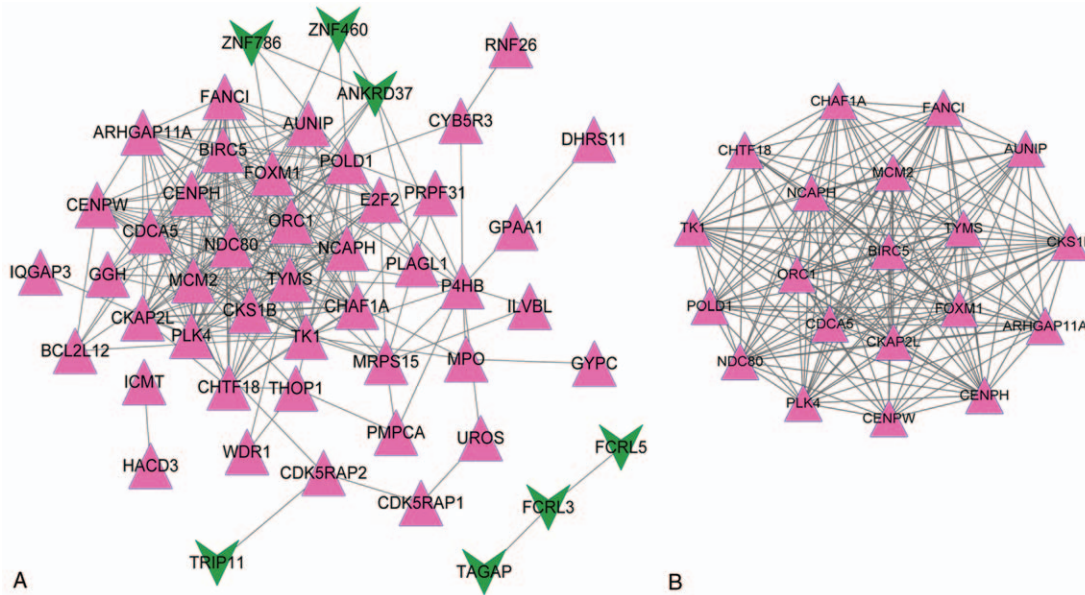 ZNF786
ZNF460
RNF26
FANCI
ANKRD37
ARHGAP11A
AUNIP
CYB5R3
BIRC5
POLD1
DHRS11
FOXM1
CENPH
E2F2
PRPF31
CENPW
ORC1
GPAA1
CDCA5
NDC80
NCAPH
IQGAP3
GGH
MCM2
TYMS
PLAGL1
P4HB
CKS1B
CHAF1A
ILVBL
CKAP2L
PLK4
TK1
BCL2L12
MRPS15
MPO
GYPC
ICMT
CHTF18
THOP1
HACD3
WDR1
PMPCA
UROS
FCRL5
CDK5RAP2
CDK5RAP1
FCRL3
TRIP11
TAGAP
A
CHAF1A
FANCI
CHTF18
AUNIP
MCM2
NCAPH
TK1
TYMS
CKS1B
BIRC5
ORC1
POLD1
FOXM1
CDCA5
ARHGAP11A
CKAP2L
NDC80
PLK4
CENPH
CENPW
B